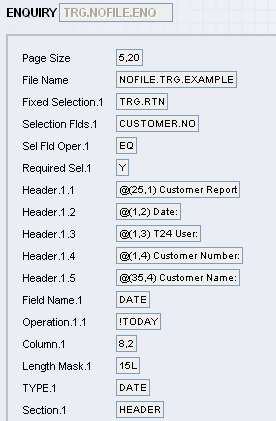 ENQUIRY TRG.NOFILE.ENQ
Page Size 5,20
File Name NOFILE.TRG.EXAMPLE
Fixed Selection.1 TRG.RTN
Selection Flds.1 CUSTOMER.NO
Sel Fld Oper.1 EQ
Required Sel.1 Y
Header.1.1 @(25,1) Customer Report
Header.1.2 @(1,2) Date:
Header.1.3 @(1,3) T24 User:
Header.1.4 @(1,4) Customer Number:
Header.1.5 @(35,4) Customer Name:
Field Name.1 DATE
Operation.1.1 !TODAY
Column.1 8,2
Length Mask.1 15L
TYPE.1 DATE
Section.1 HEADER